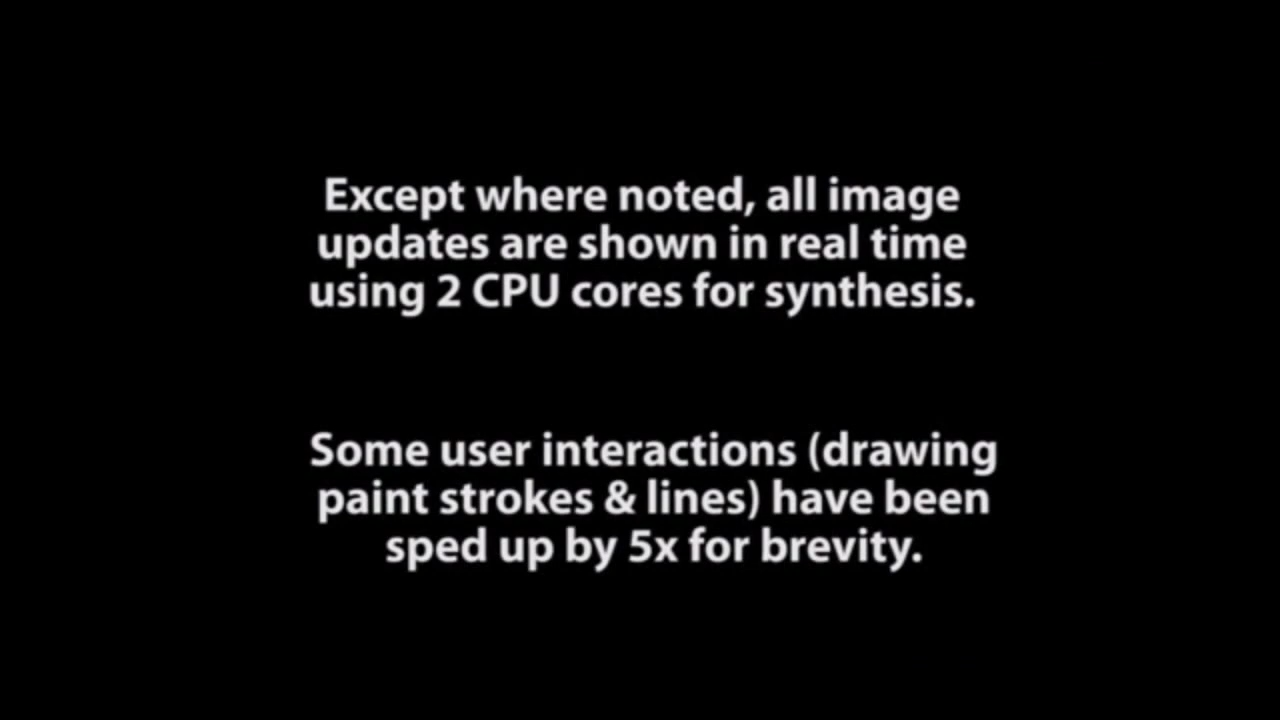 Except where noted, all image
updates are shown in real time
using 2 CPU cores for synthesis.
Some user interactions (drawing
paint strokes & lines) have been
sped up by 5x for brevity.